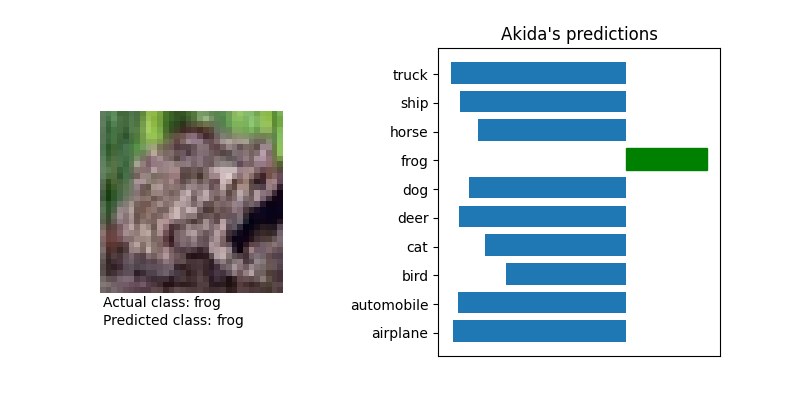 Akida's predictions
truck
ship
horse
frog
dog
deer
cat
bird
automobile
airplane
Actual class: frog
Predicted class: frog